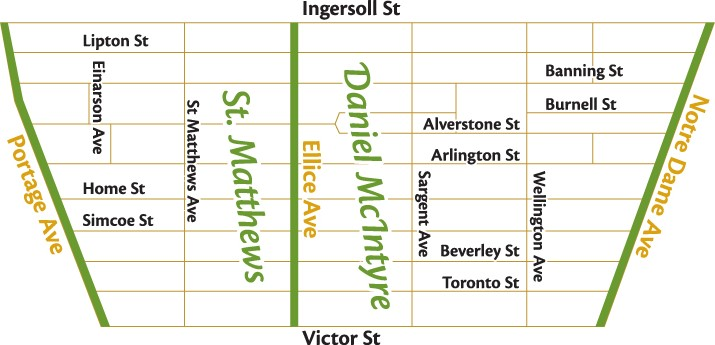 Ingersoll St
Lipton St
Einarson Ave
St Matthews Ave
St. Matthews
Daniel McIntyre
Banning St
Burnell St
Alverstone St
Arlington St
Portage Ave
Ellice Ave
Notre Dame Ave
Home St
Simcoe St
Sargent Ave
Wellington Ave
Beverley St
Toronto St
Victor St